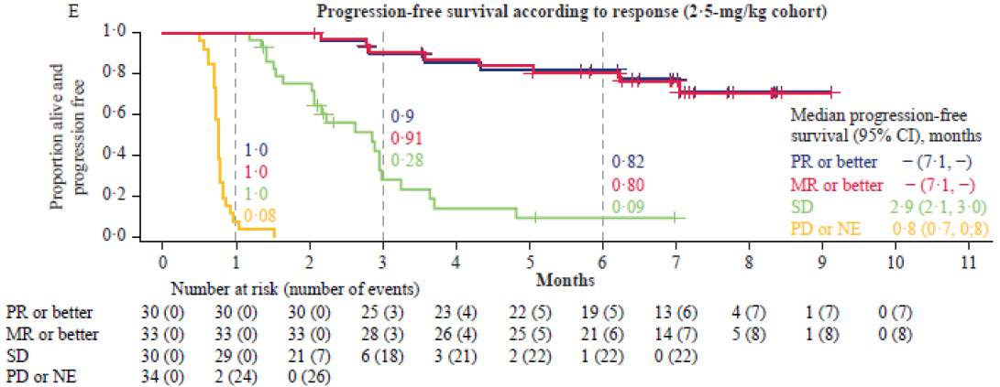 E
Progression-free survival according to response (2·5-mg/kg cohort)
Proportion alive and
progression free
1·0
0·8
0·6
0·4
0·2
0·0
1·0
1·0
1·0
0·08
0·9
0·91
0·28
0·82
0·80
0·09
Median progression-free
survival (95% CI), months
PR or better – (7·1, –)
MR or better – (7·1, –)
SD 2·9 (2·1, 3·0)
PD or NE 0·8 (0·7, 0;8)
0 1 2 3 4 5 6 7 8 9 10 11
Months
Number at risk (number of events)
PR or better 30 (0) 30 (0) 30 (0) 25 (3) 23 (4) 22 (5) 19 (5) 13 (6) 4 (7) 1 (7) 0 (7)
MR or better 33 (0) 33 (0) 33 (0) 28 (3) 26 (4) 25 (5) 21 (6) 14 (7) 5 (8) 1 (8) 0 (8)
SD 30 (0) 29 (0) 21 (7) 6 (18) 3 (21) 2 (22) 1 (22) 0 (22)
PD or NE 34 (0) 2 (24) 0 (26)